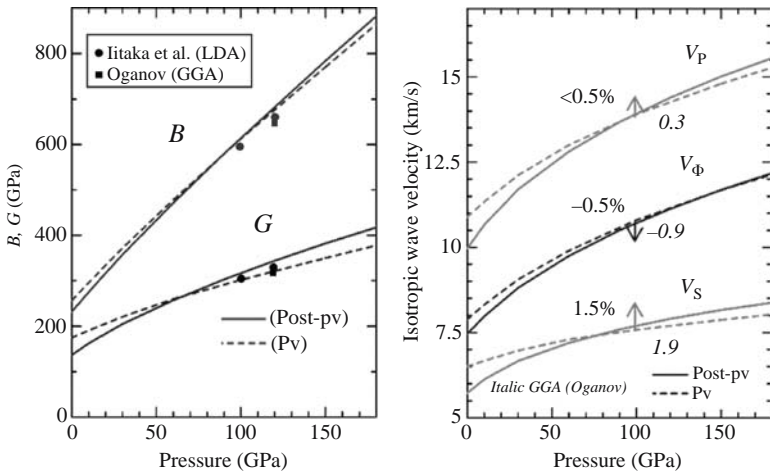 800
600
400
200
0
B, G (GPa)
Iitaka et al. (LDA)
Oganov (GGA)
B
G
(Post-pv)
(Pv)
0
50
100
150
Pressure (GPa)
15
12.5
10
7.5
5
Isotropic wave velocity (km/s)
V_P
<0.5%
0.3
V_Φ
–0.5%
–0.9
V_S
1.5%
1.9
Italic GGA (Oganov)
Post-pv
Pv
0
50
100
150
Pressure (GPa)